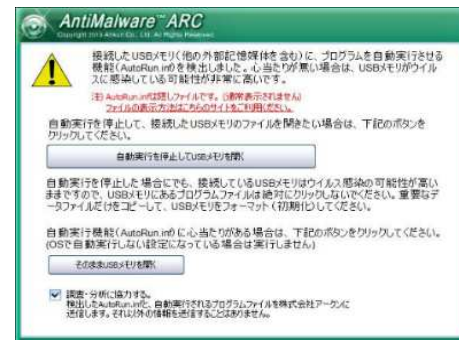 AntiMalware™ ARC
接続したUSBメモリ(他の外部記憶媒体を含む)に、プログラムを自動実行させる
機能(AutoRun.inf)を検出しました。心当たりが無い場合は、USBメモリがウイル
スに感染している可能性が非常に高いです。
注) AutoRun.infは隠しファイルです。(通常表示されません)
ファイルの表示方法はこちらのサイトをご利用ください。
自動実行を停止して、接続したUSBメモリのファイルを開きたい場合は、下記のボタンを
クリックしてください。
自動実行を停止してUSBメモリを開く
自動実行を停止した場合にでも、接続しているUSBメモリはウイルス感染の可能性が高い
ままですので、USBメモリにあるプログラムファイルは絶対にクリックしないでください。重要なデ
ータファイルだけをコピーして、USBメモリをフォーマット(初期化)してください。
自動実行機能(AutoRun.inf)に心当たりがある場合は、下記のボタンをクリックしてください。
(OSで自動実行しない設定になっている場合は実行しません)
そのままUSBメモリを開く
調査・分析に協力する。
検出したAutoRun.infと、自動実行されるプログラムファイルを株式会社アークンに
送信します。それ以外の情報を送信することはありません。